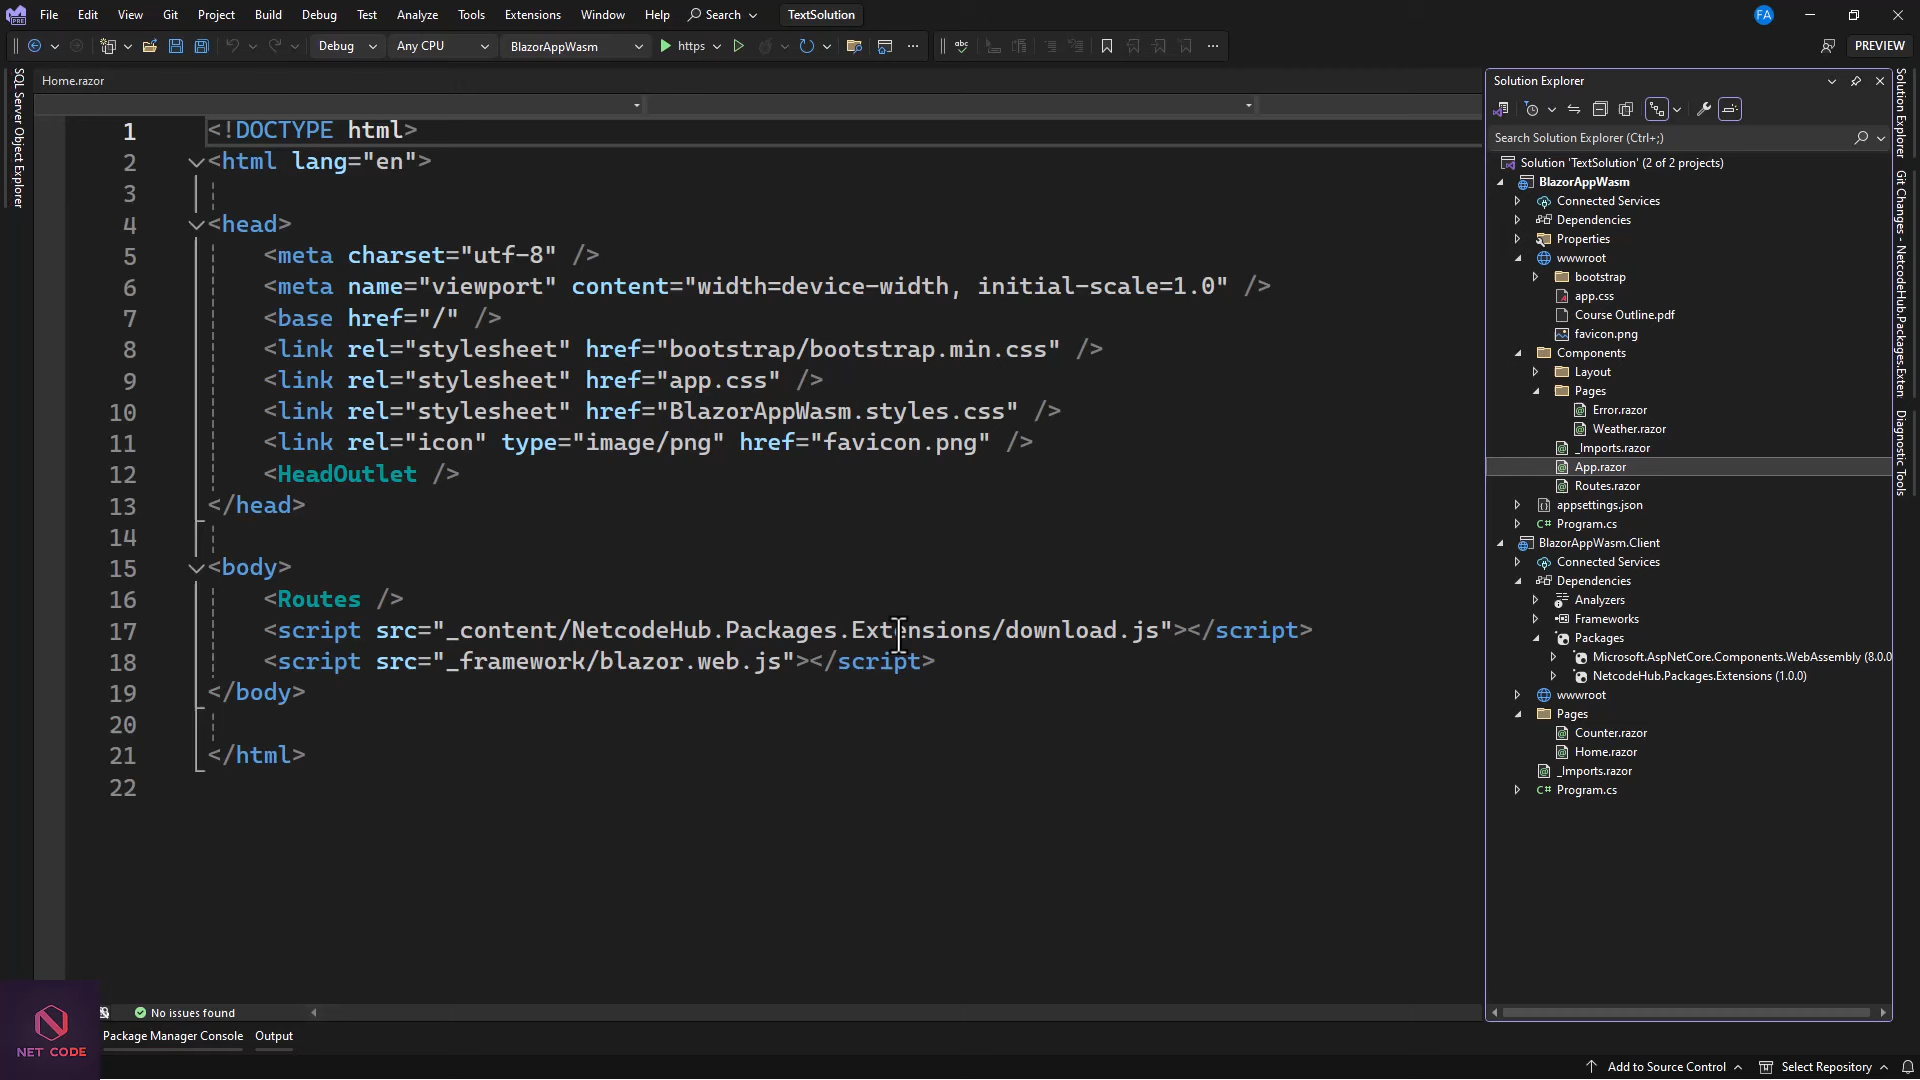 File Edit View Git Project Build Debug Test Analyze Tools Extensions Window Help Search TextSolution FA
Debug Any CPU BlazorAppWasm https abc PREVIEW
SQL Server Object Explorer
Home.razor
1 <!DOCTYPE html>
2 <html lang="en">
3
4 <head>
5 <meta charset="utf-8" />
6 <meta name="viewport" content="width=device-width, initial-scale=1.0" />
7 <base href="/" />
8 <link rel="stylesheet" href="bootstrap/bootstrap.min.css" />
9 <link rel="stylesheet" href="app.css" />
10 <link rel="stylesheet" href="BlazorAppWasm.styles.css" />
11 <link rel="icon" type="image/png" href="favicon.png" />
12 <HeadOutlet />
13 </head>
14
15 <body>
16 <Routes />
17 <script src="_content/NetcodeHub.Packages.Extensions/download.js"></script>
18 <script src="_framework/blazor.web.js"></script>
19 </body>
20
21 </html>
22
No issues found
Package Manager Console Output
NET CODE
Solution Explorer
Search Solution Explorer (Ctrl+;)
Solution 'TextSolution' (2 of 2 projects)
BlazorAppWasm
Connected Services
Dependencies
Properties
wwwroot
bootstrap
app.css
Course Outline.pdf
favicon.png
Components
Layout
Pages
Error.razor
Weather.razor
_Imports.razor
App.razor
Routes.razor
appsettings.json
C# Program.cs
BlazorAppWasm.Client
Connected Services
Dependencies
Analyzers
Frameworks
Packages
Microsoft.AspNetCore.Components.WebAssembly (8.0.0
NetcodeHub.Packages.Extensions (1.0.0)
wwwroot
Pages
Counter.razor
Home.razor
_Imports.razor
C# Program.cs
Solution Explorer
Git Changes - NetcodeHub.Packages.Exten
Diagnostic Tools
Add to Source Control Select Repository